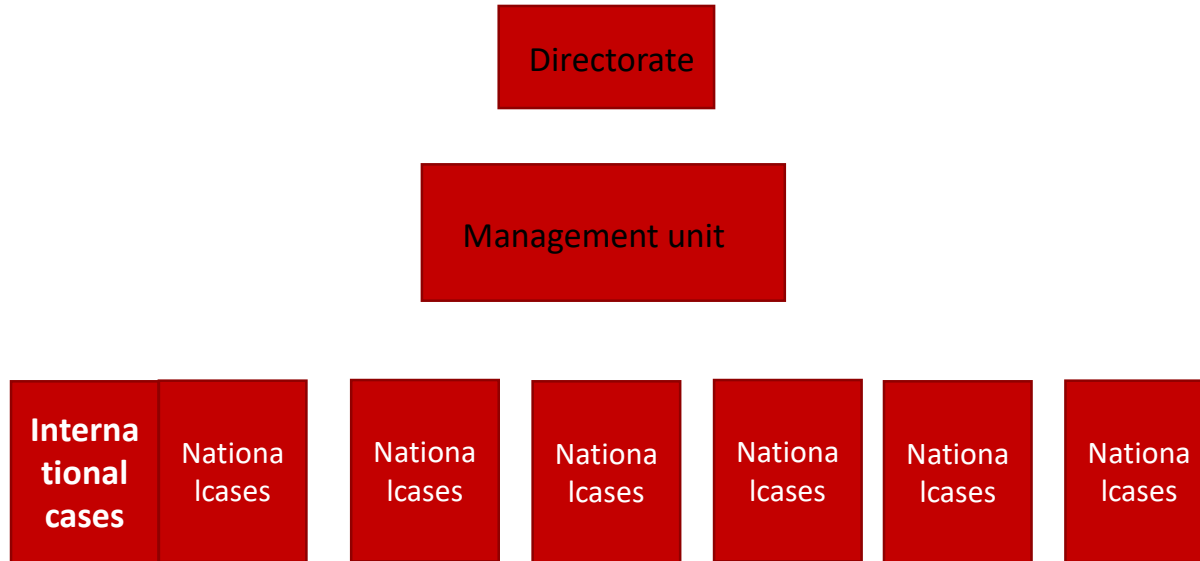 Directorate
Management unit
Interna
tional
cases
Nationa
lcases
Nationa
lcases
Nationa
lcases
Nationa
lcases
Nationa
lcases
Nationa
lcases